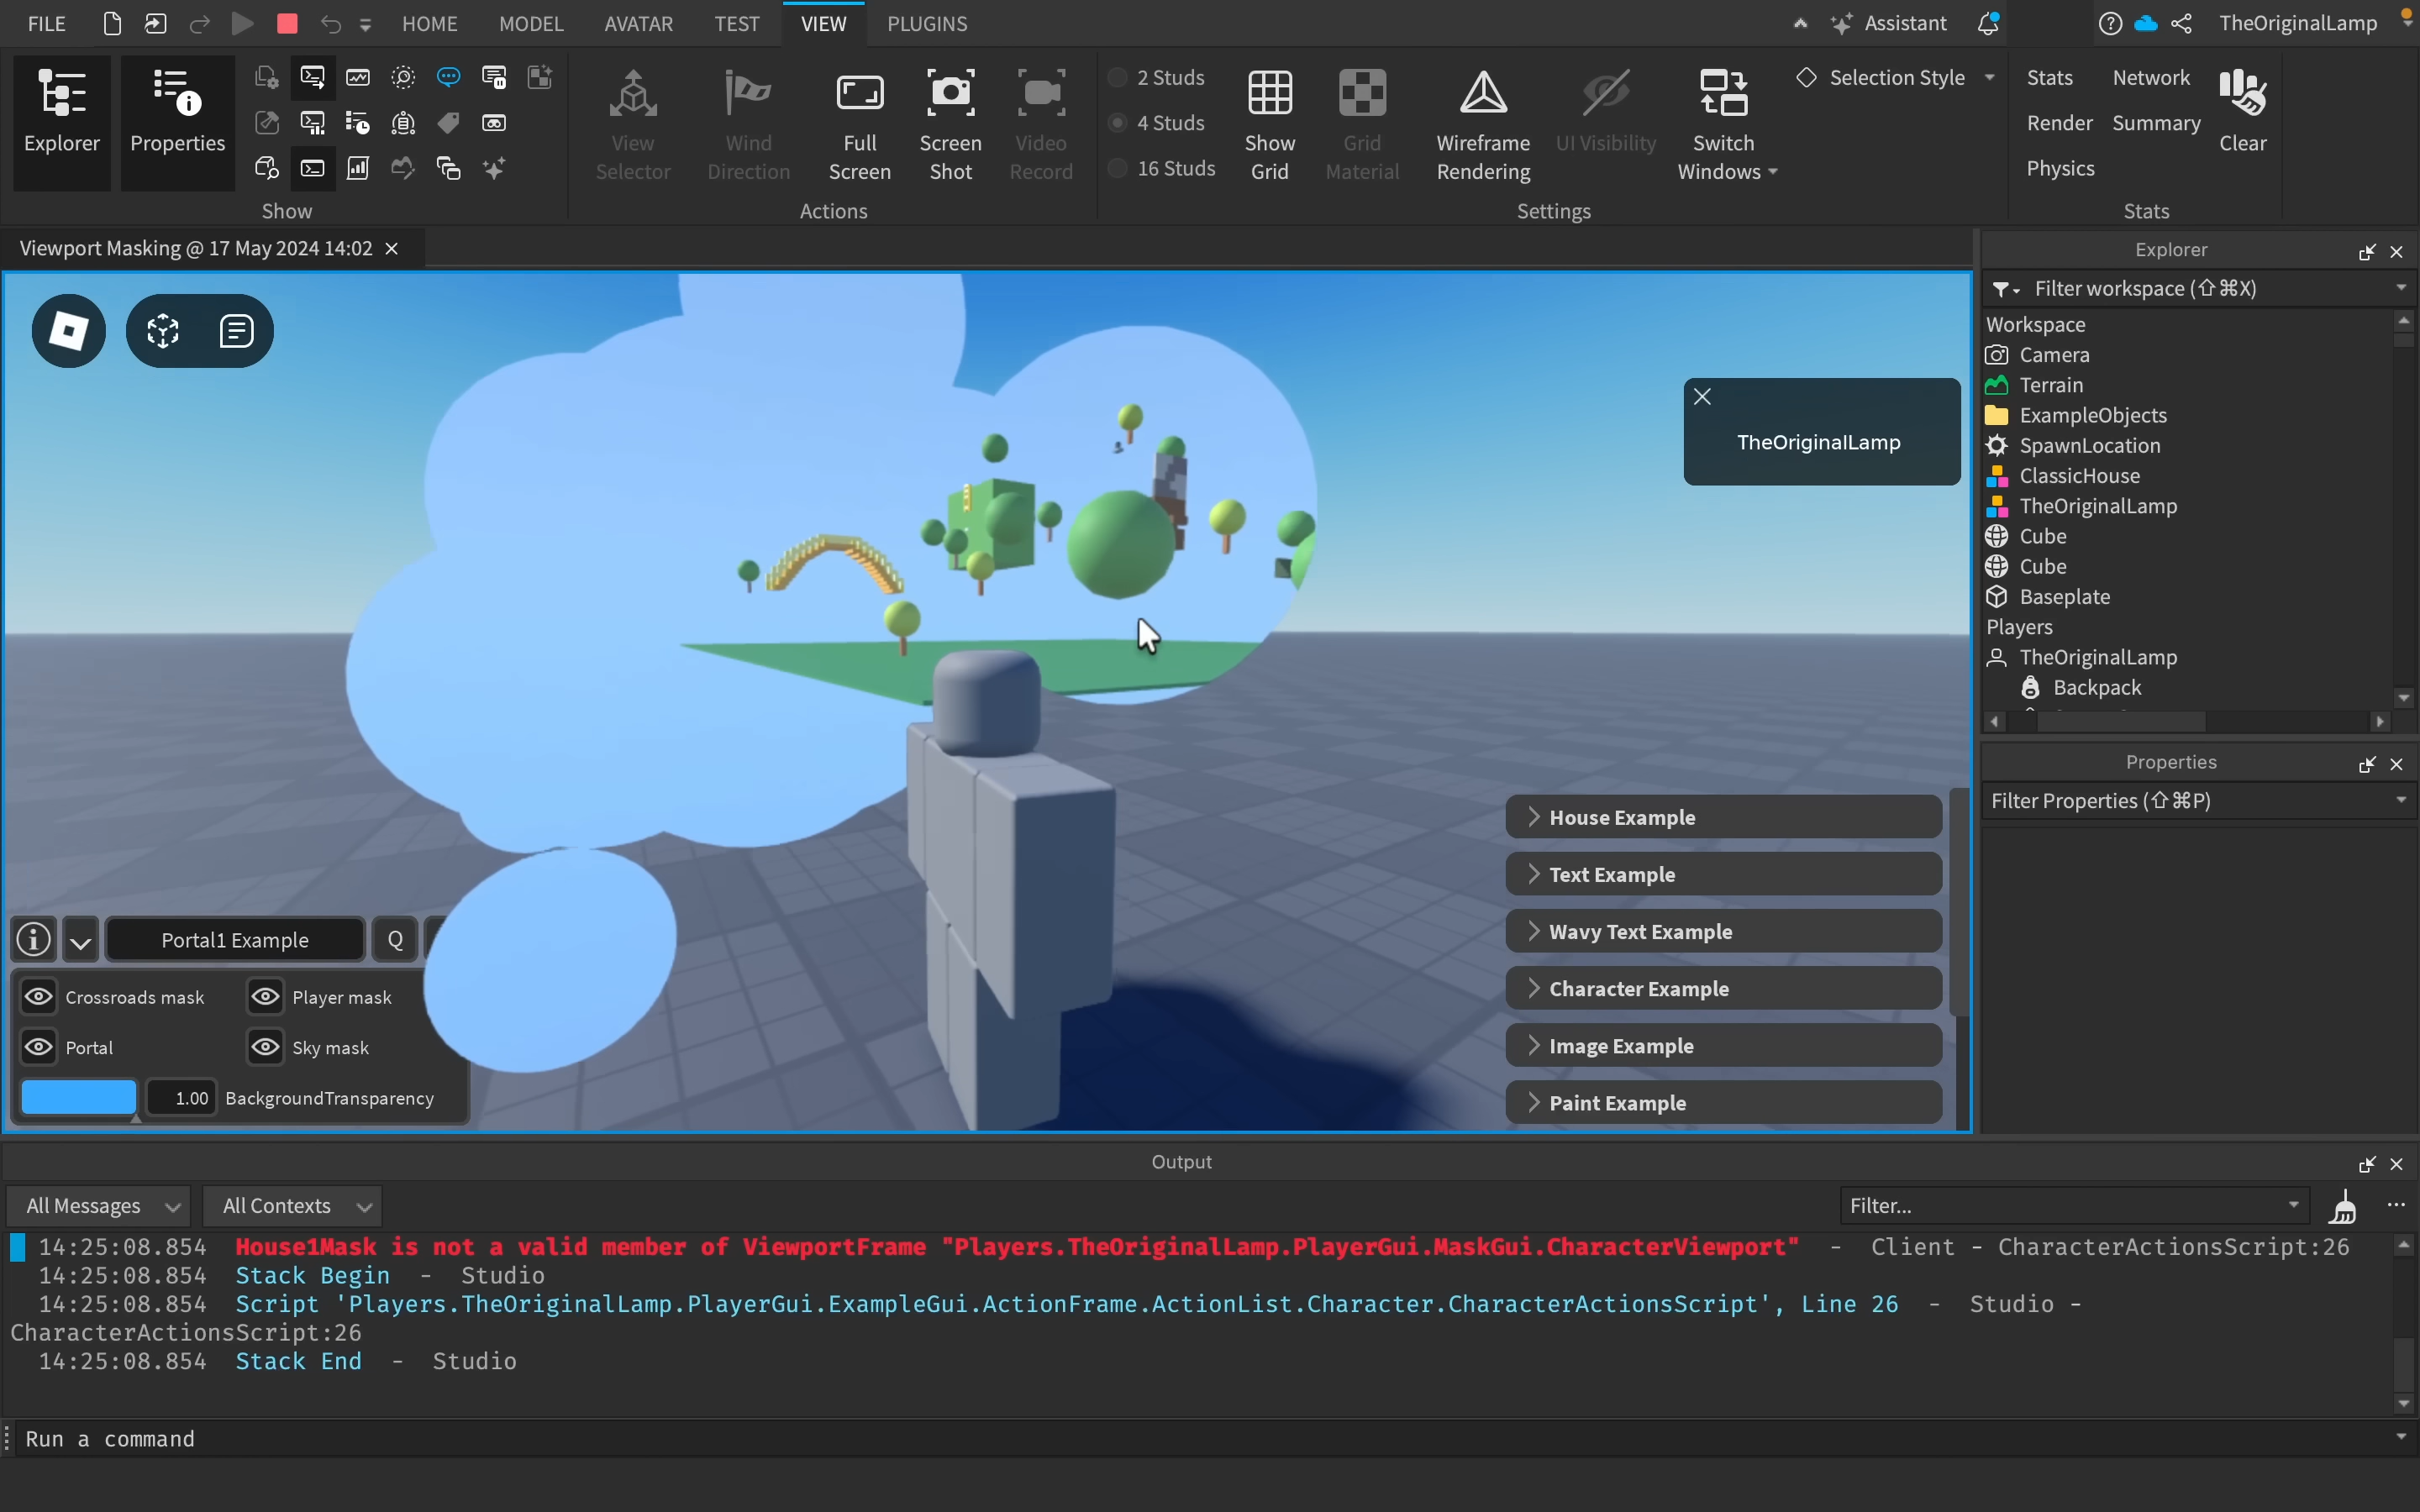 FILE HOME MODEL AVATAR TEST VIEW PLUGINS Assistant TheOriginalLamp
Explorer
Properties
Show
View
Selector
Wind
Direction
Full
Screen
Screen
Shot
Video
Record
Actions
2 Studs
4 Studs
16 Studs
Show
Grid
Grid
Material
Wireframe
Rendering
UI Visibility
Switch
Windows
Selection Style
Settings
Stats Network
Render Summary
Physics
Clear
Stats
Viewport Masking @ 17 May 2024 14:02
TheOriginalLamp
House Example
Text Example
Wavy Text Example
Character Example
Image Example
Paint Example
Portal1 Example Q
Crossroads mask Player mask
Portal Sky mask
1.00 BackgroundTransparency
Explorer
Filter workspace (⇧⌘X)
Workspace
Camera
Terrain
ExampleObjects
SpawnLocation
ClassicHouse
TheOriginalLamp
Cube
Cube
Baseplate
Players
TheOriginalLamp
Backpack
Properties
Filter Properties (⇧⌘P)
Output
All Messages All Contexts Filter...
14:25:08.854 House1Mask is not a valid member of ViewportFrame "Players.TheOriginalLamp.PlayerGui.MaskGui.CharacterViewport" - Client - CharacterActionsScript:26
14:25:08.854 Stack Begin - Studio
14:25:08.854 Script 'Players.TheOriginalLamp.PlayerGui.ExampleGui.ActionFrame.ActionList.Character.CharacterActionsScript', Line 26 - Studio -
CharacterActionsScript:26
14:25:08.854 Stack End - Studio
Run a command